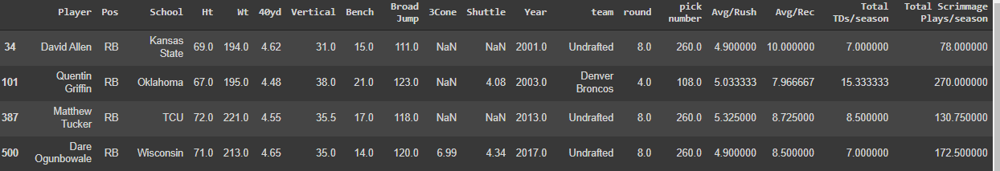 Player Pos School Ht Wt 40yd Vertical Bench Broad Jump 3Cone Shuttle Year team round pick number Avg/Rush Avg/Rec Total TDs/season Total Scrimmage Plays/season
34 David Allen RB Kansas State 69.0 194.0 4.62 31.0 15.0 111.0 NaN NaN 2001.0 Undrafted 8.0 260.0 4.900000 10.000000 7.000000 78.000000
101 Quentin Griffin RB Oklahoma 67.0 195.0 4.48 38.0 21.0 123.0 NaN 4.08 2003.0 Denver Broncos 4.0 108.0 5.033333 7.966667 15.333333 270.000000
387 Matthew Tucker RB TCU 72.0 221.0 4.55 35.5 17.0 118.0 NaN NaN 2013.0 Undrafted 8.0 260.0 5.325000 8.725000 8.500000 130.750000
500 Dare Ogunbowale RB Wisconsin 71.0 213.0 4.65 35.0 14.0 120.0 6.99 4.34 2017.0 Undrafted 8.0 260.0 4.900000 8.500000 7.000000 172.500000